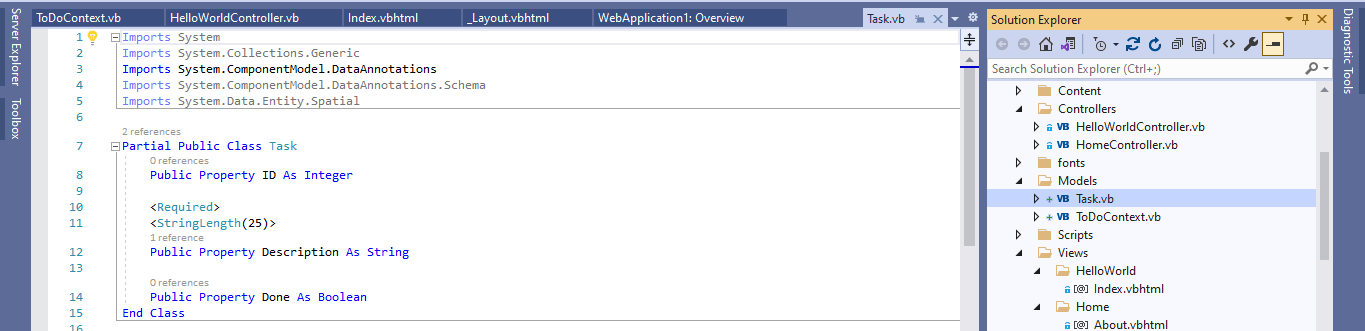 ToDoContext.vb HelloWorldController.vb Index.vbhtml _Layout.vbhtml WebApplication1: Overview Task.vb
Server Explorer
Toolbox
1 Imports System
2 Imports System.Collections.Generic
3 Imports System.ComponentModel.DataAnnotations
4 Imports System.ComponentModel.DataAnnotations.Schema
5 Imports System.Data.Entity.Spatial
6
2 references
7 Partial Public Class Task
0 references
8 Public Property ID As Integer
9
10 <Required>
11 <StringLength(25)>
1 reference
12 Public Property Description As String
13
0 references
14 Public Property Done As Boolean
15 End Class
16
Solution Explorer
Search Solution Explorer (Ctrl+;)
Content
Controllers
VB HelloWorldController.vb
VB HomeController.vb
fonts
Models
+ VB Task.vb
+ VB ToDoContext.vb
Scripts
Views
HelloWorld
[@] Index.vbhtml
Home
[@] About.vbhtml
Diagnostic Tools